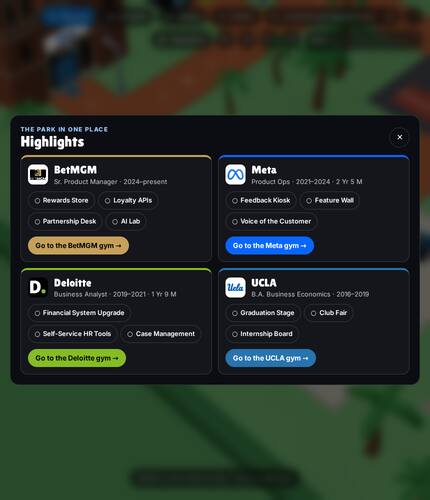 THE PARK IN ONE PLACE
Highlights
×
BetMGM
Sr. Product Manager · 2024–present
Rewards Store
Loyalty APIs
Partnership Desk
AI Lab
Go to the BetMGM gym →
Meta
Product Ops · 2021–2024 · 2 Yr 5 M
Feedback Kiosk
Feature Wall
Voice of the Customer
Go to the Meta gym →
D.
Deloitte
Business Analyst · 2019–2021 · 1 Yr 9 M
Financial System Upgrade
Self-Service HR Tools
Case Management
Go to the Deloitte gym →
Ucla
UCLA
B.A. Business Economics · 2016–2019
Graduation Stage
Club Fair
Internship Board
Go to the UCLA gym →